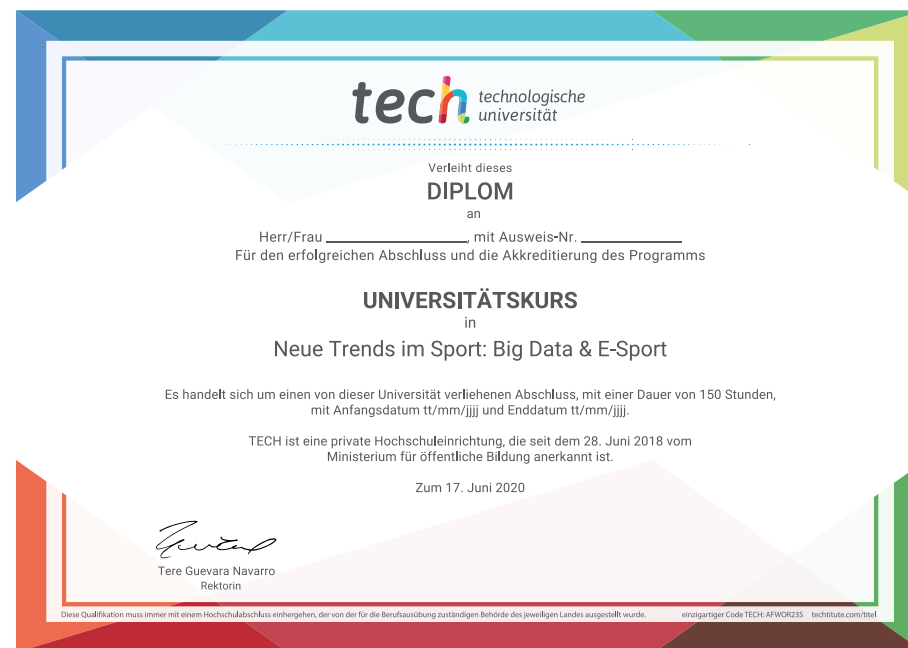 tech technologische
universität
Verleiht dieses
DIPLOM
an
Herr/Frau ____________________, mit Ausweis-Nr. ______________
Für den erfolgreichen Abschluss und die Akkreditierung des Programms
UNIVERSITÄTSKURS
in
Neue Trends im Sport: Big Data & E-Sport
Es handelt sich um einen von dieser Universität verliehenen Abschluss, mit einer Dauer von 150 Stunden,
mit Anfangsdatum tt/mm/jjjj und Enddatum tt/mm/jjjj.
TECH ist eine private Hochschuleinrichtung, die seit dem 28. Juni 2018 vom
Ministerium für öffentliche Bildung anerkannt ist.
Zum 17. Juni 2020
Tere Guevara Navarro
Rektorin
Diese Qualifikation muss immer mit einem Hochschulabschluss einhergehen, der von der für die Berufsausübung zuständigen Behörde des jeweiligen Landes ausgestellt wurde. einzigartiger Code TECH: AFWOR23S techtitute.com/titel